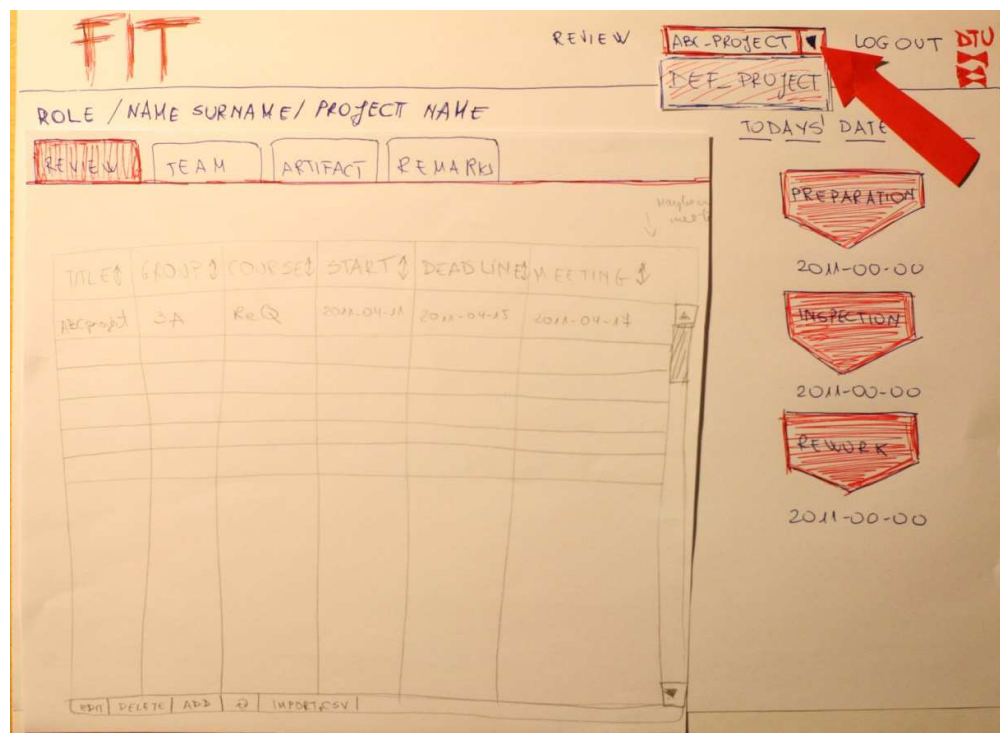 FIT
REVIEW ABC-PROJECT LOG OUT DTU
DEF_PROJECT
ROLE / NAME SURNAME / PROJECT NAME
TODAYS' DATE
REVIEW TEAM ARTIFACT REMARKS
PREPARATION
2011-00-00
TITLE GROUP COURSE START DEADLINE MEETING
ABCproject 3A ReQ 2011-04-11 2011-04-15 2011-04-17
INSPECTION
2011-00-00
REWORK
2011-00-00
EDIT DELETE ADD IMPORT.CSV